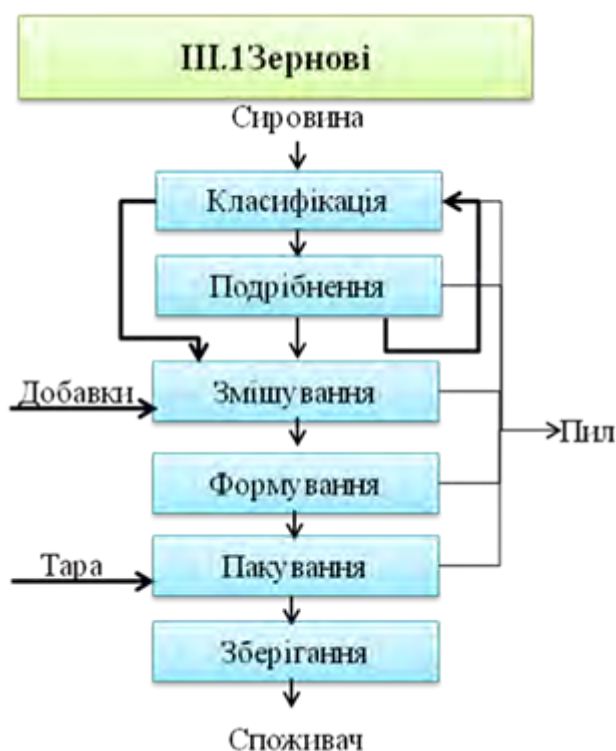 ІІІ.1Зернові
Сировина
Класифікація
Подрібнення
Добавки
Змішування
Пил
Формування
Тара
Пакування
Зберігання
Споживач